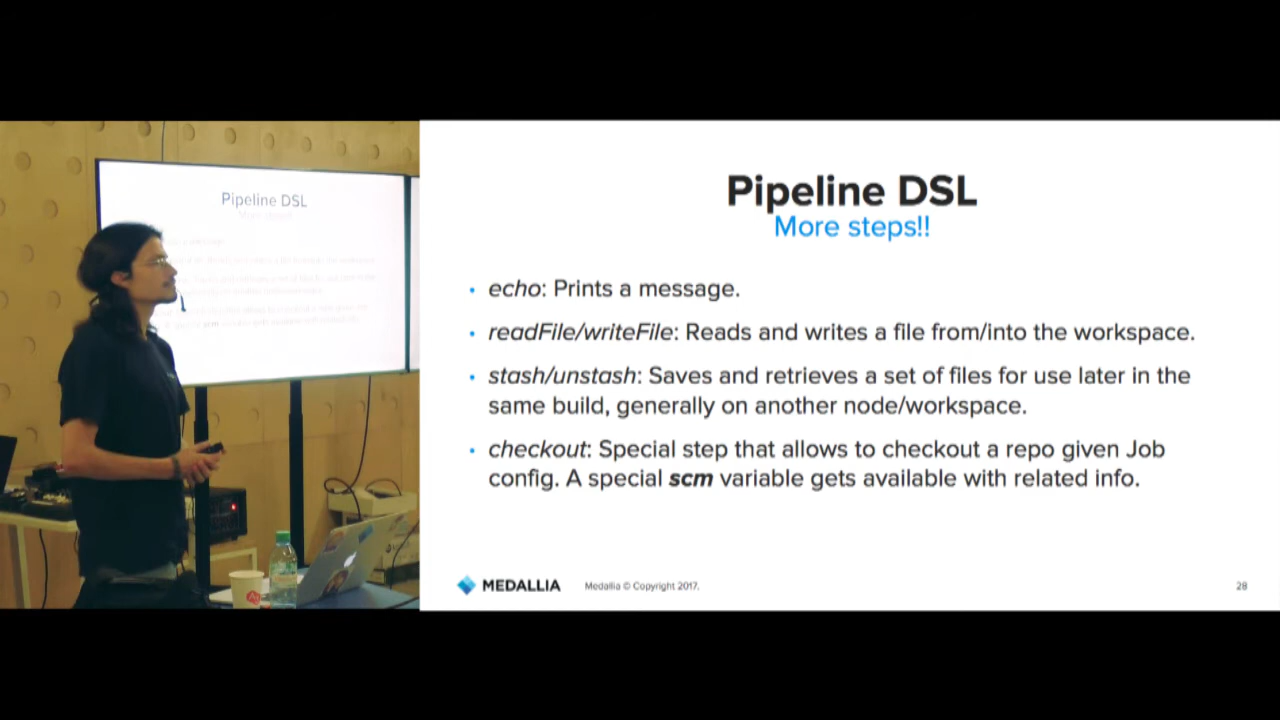 Pipeline DSL
Pipeline DSL
More steps!!
• echo: Prints a message.
• readFile/writeFile: Reads and writes a file from/into the workspace.
• stash/unstash: Saves and retrieves a set of files for use later in the
same build, generally on another node/workspace.
• checkout: Special step that allows to checkout a repo given Job
config. A special scm variable gets available with related info.
MEDALLIA Medallia © Copyright 2017. 28